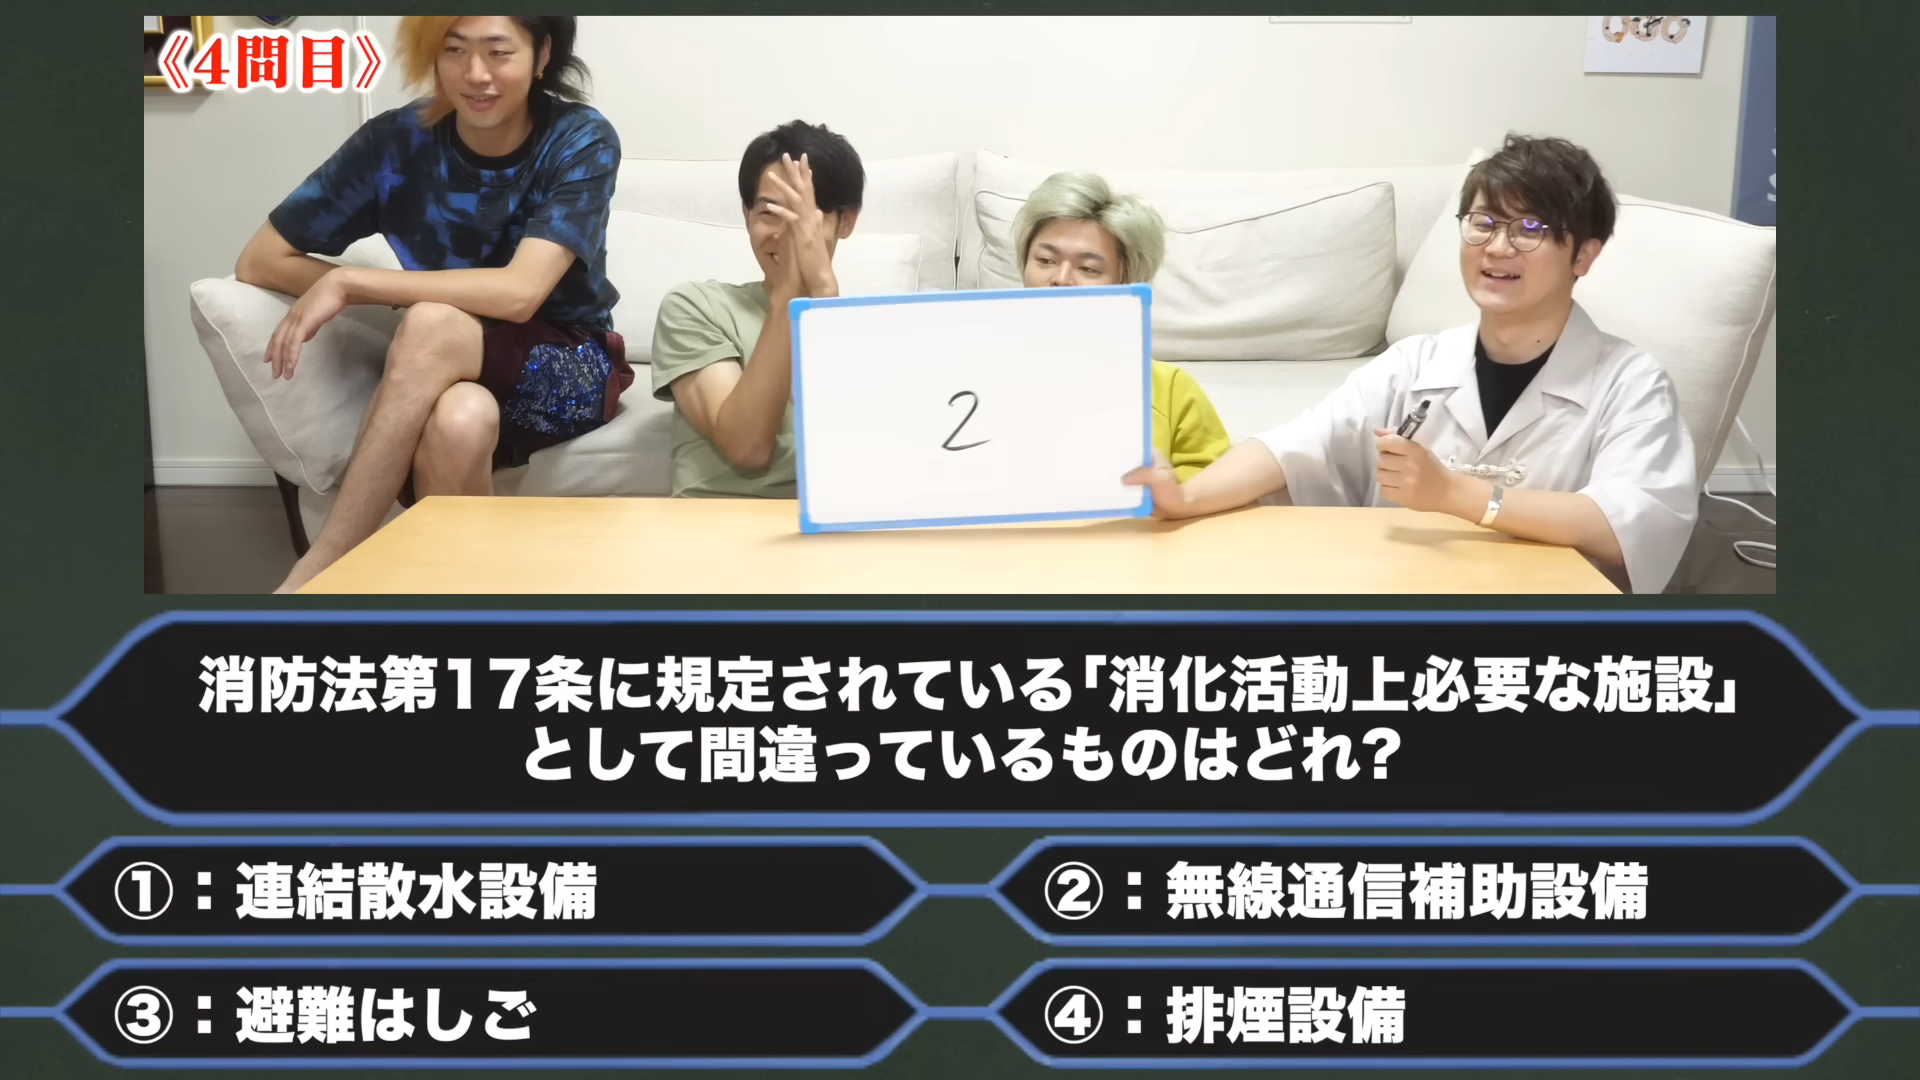 《4問目》
2
消防法第17条に規定されている「消化活動上必要な施設」
として間違っているものはどれ?
①：連結散水設備
②：無線通信補助設備
③：避難はしご
④：排煙設備